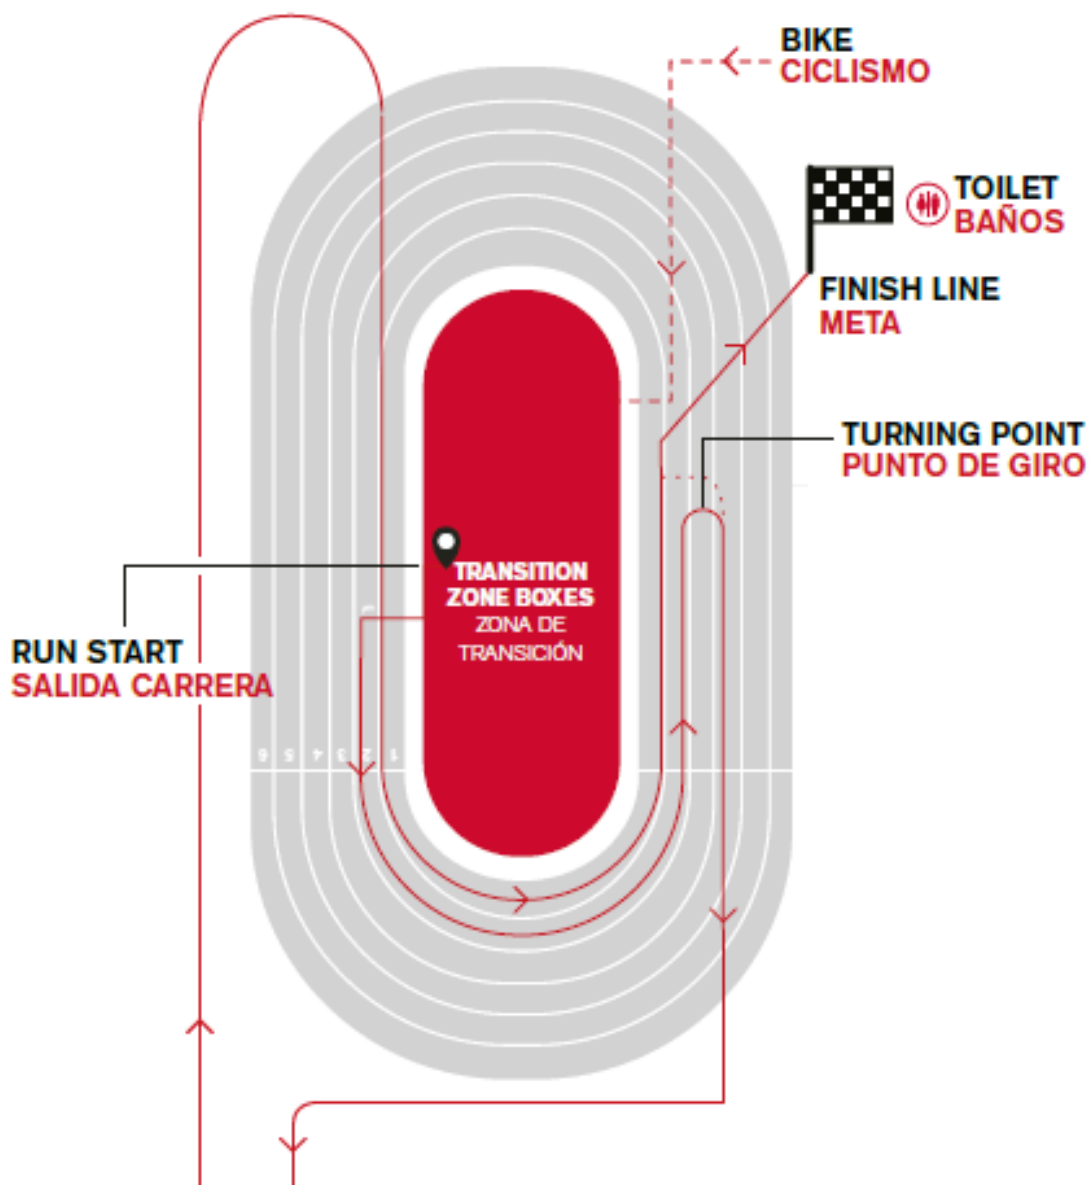 BIKE
CICLISMO
TOILET
BAÑOS
FINISH LINE
META
TURNING POINT
PUNTO DE GIRO
TRANSITION
ZONE BOXES
ZONA DE
TRANSICIÓN
RUN START
SALIDA CARRERA
6 5 4 3 2 1